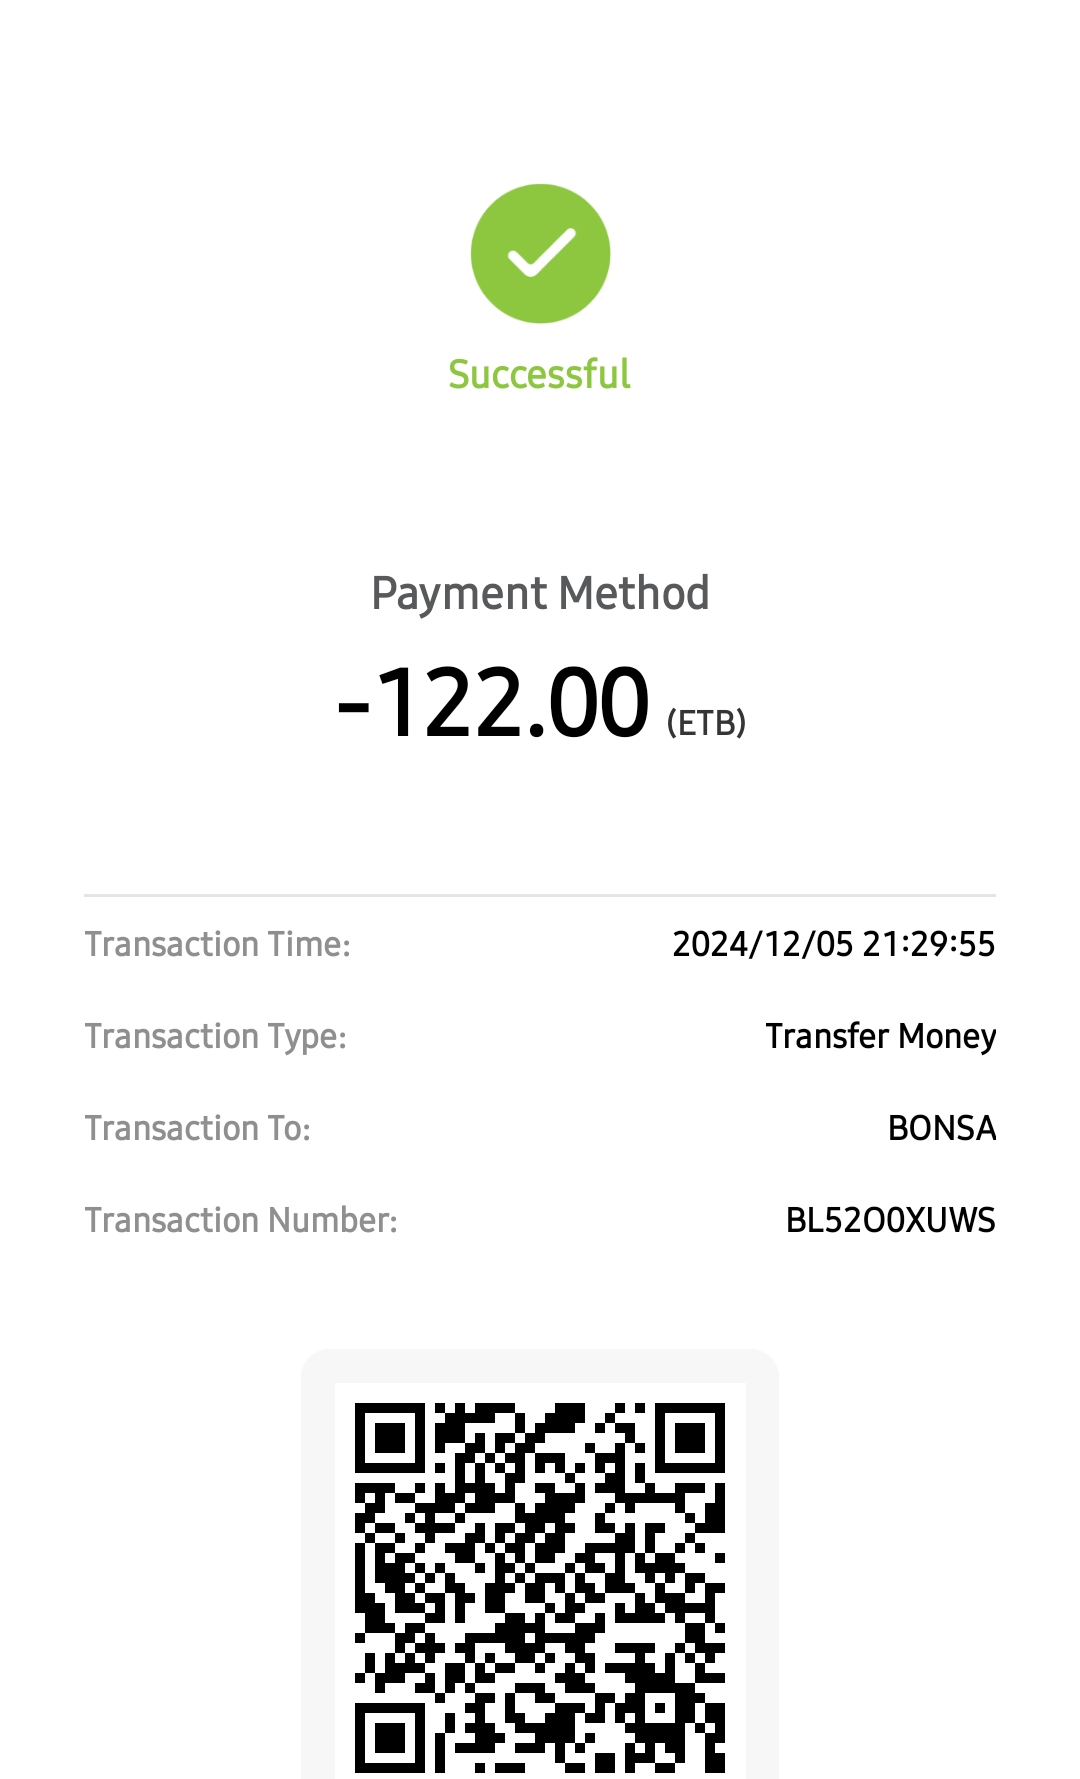 Successful
Payment Method
-122.00 (ETB)
Transaction Time: 2024/12/05 21:29:55
Transaction Type: Transfer Money
Transaction To: BONSA
Transaction Number: BL52O0XUWS